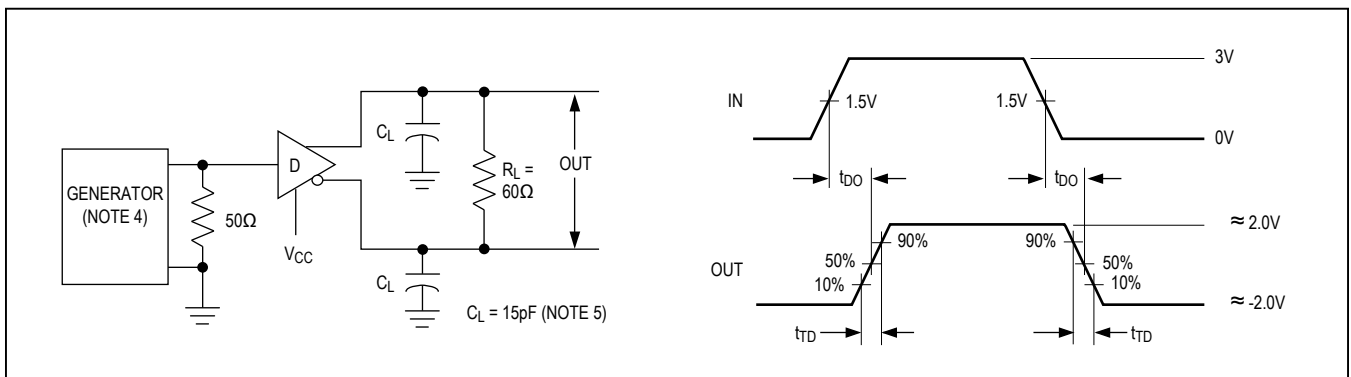 GENERATOR
(NOTE 4)
50Ω
D
VCC
CL
CL
RL =
60Ω
OUT
CL = 15pF (NOTE 5)
IN
3V
1.5V
1.5V
0V
tDO
tDO
OUT
≈ 2.0V
90%
90%
50%
50%
10%
10%
≈ -2.0V
tTD
tTD